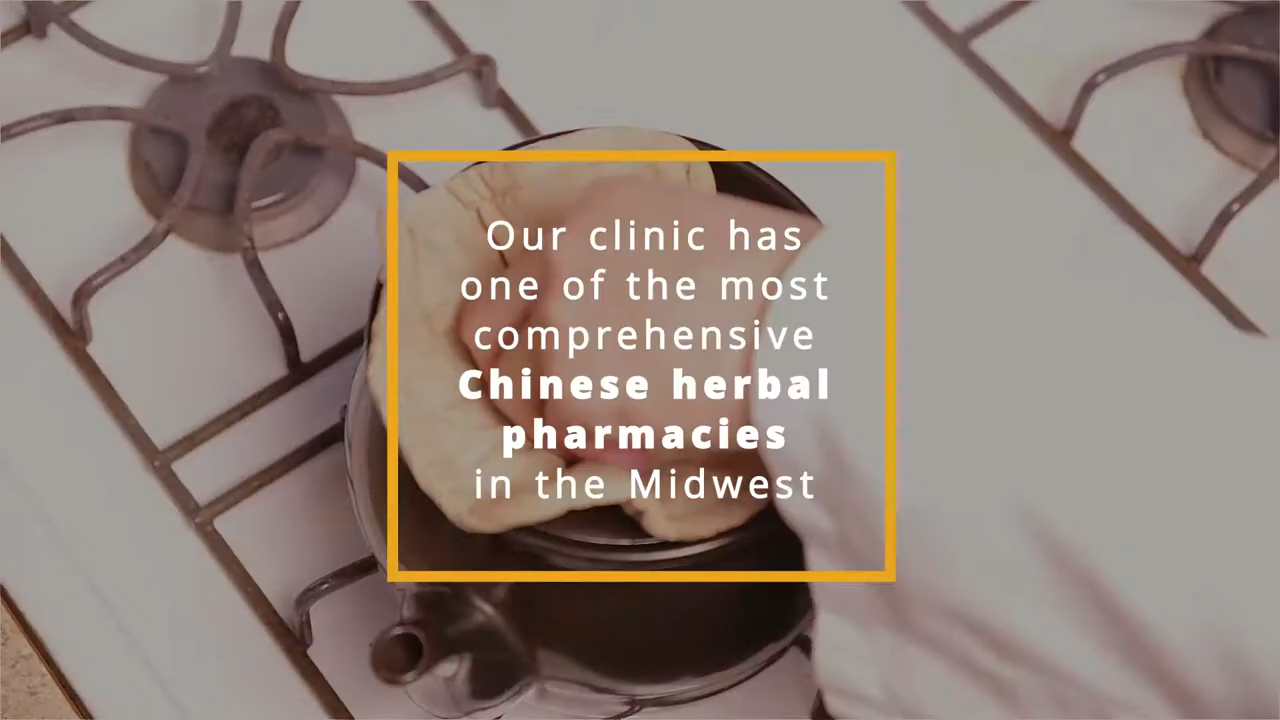 Our clinic has
one of the most
comprehensive
Chinese herbal
pharmacies
in the Midwest